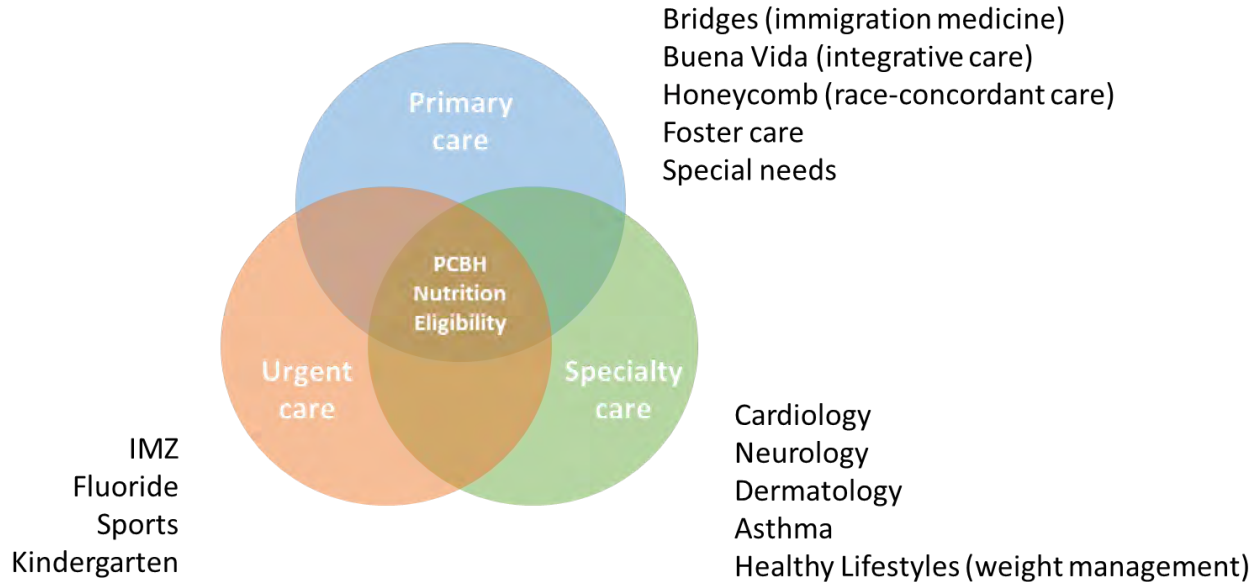 Bridges (immigration medicine)
Buena Vida (integrative care)
Honeycomb (race-concordant care)
Foster care
Special needs
Primary
care
PCBH
Nutrition
Eligibility
Urgent
care
Specialty
care
IMZ
Fluoride
Sports
Kindergarten
Cardiology
Neurology
Dermatology
Asthma
Healthy Lifestyles (weight management)